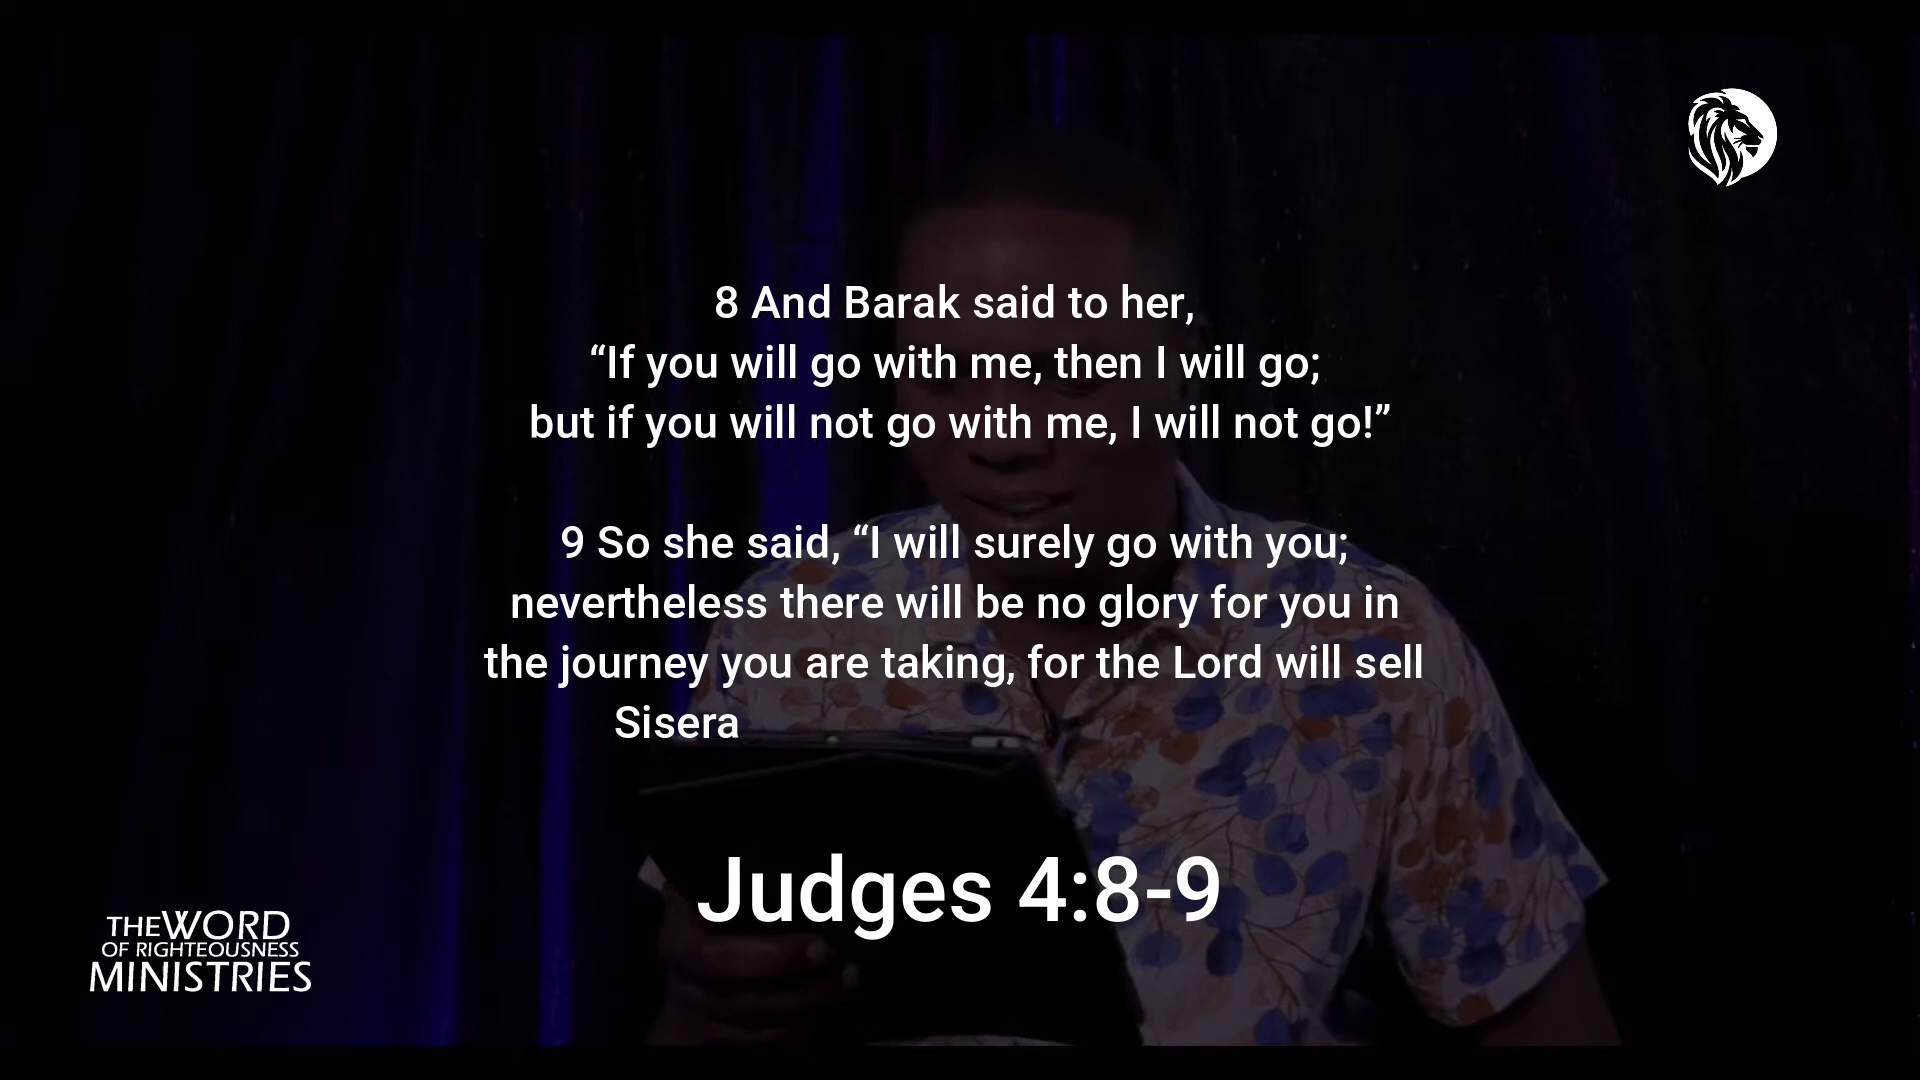 8 And Barak said to her,
“If you will go with me, then I will go;
but if you will not go with me, I will not go!”
9 So she said, “I will surely go with you;
nevertheless there will be no glory for you in
the journey you are taking, for the Lord will sell
Sisera
Judges 4:8-9
THE WORD
OF RIGHTEOUSNESS
MINISTRIES